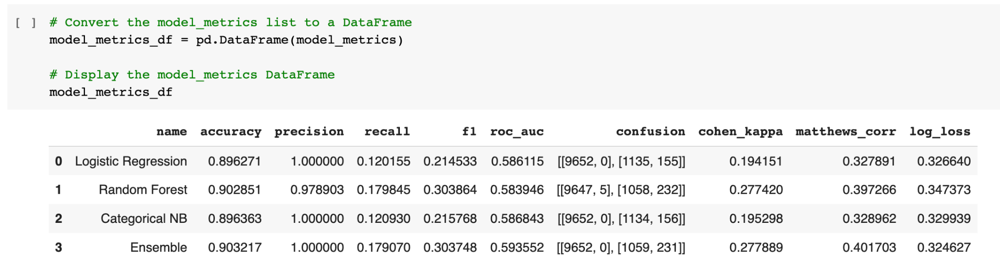 [ ] # Convert the model_metrics list to a DataFrame
model_metrics_df = pd.DataFrame(model_metrics)
# Display the model_metrics DataFrame
model_metrics_df
name accuracy precision recall f1 roc_auc confusion cohen_kappa matthews_corr log_loss
0 Logistic Regression 0.896271 1.000000 0.120155 0.214533 0.586115 [[9652, 0], [1135, 155]] 0.194151 0.327891 0.326640
1 Random Forest 0.902851 0.978903 0.179845 0.303864 0.583946 [[9647, 5], [1058, 232]] 0.277420 0.397266 0.347373
2 Categorical NB 0.896363 1.000000 0.120930 0.215768 0.586843 [[9652, 0], [1134, 156]] 0.195298 0.328962 0.329939
3 Ensemble 0.903217 1.000000 0.179070 0.303748 0.593552 [[9652, 0], [1059, 231]] 0.277889 0.401703 0.324627